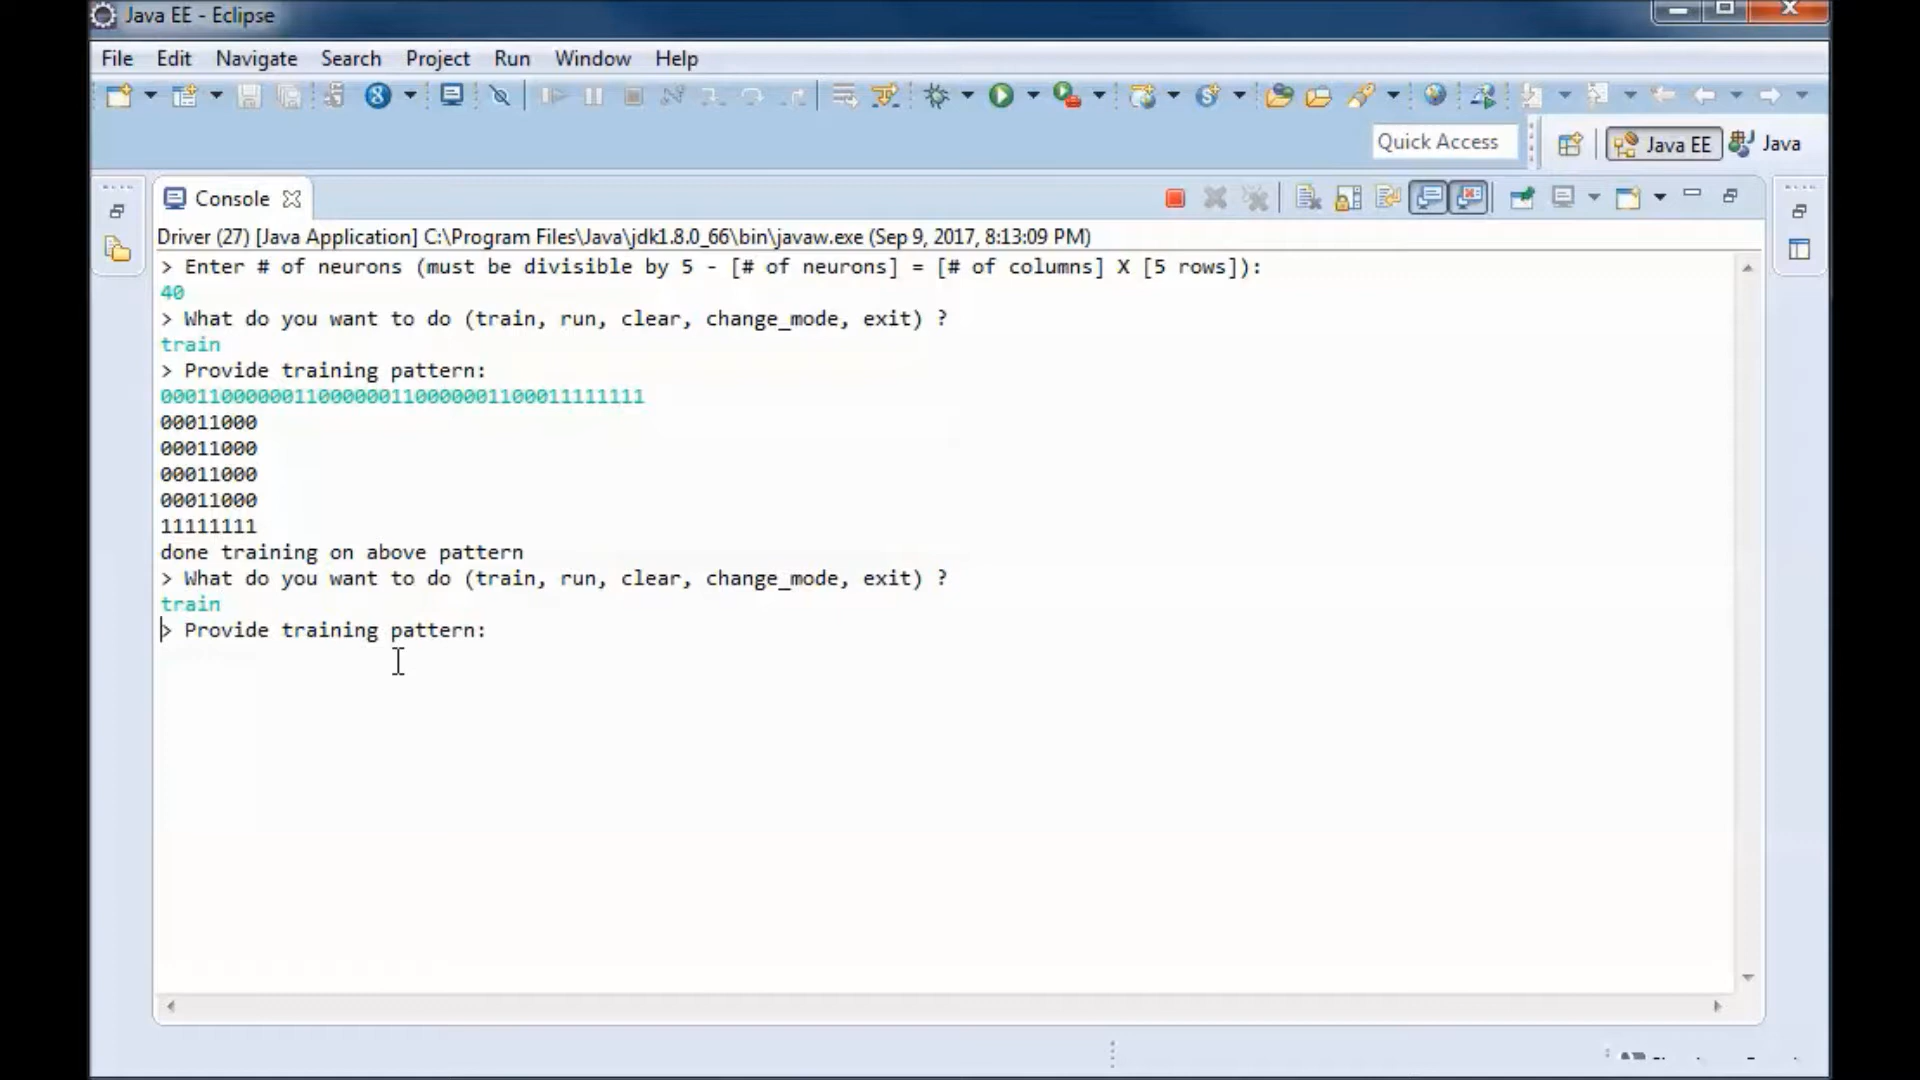 Java EE - Eclipse
File Edit Navigate Search Project Run Window Help
Quick Access
Java EE
Java
Console
Driver (27) [Java Application] C:\Program Files\Java\jdk1.8.0_66\bin\javaw.exe (Sep 9, 2017, 8:13:09 PM)
> Enter # of neurons (must be divisible by 5 - [# of neurons] = [# of columns] X [5 rows]):
40
> What do you want to do (train, run, clear, change_mode, exit) ?
train
> Provide training pattern:
0001100000011000000110000001100011111111
00011000
00011000
00011000
00011000
11111111
done training on above pattern
> What do you want to do (train, run, clear, change_mode, exit) ?
train
> Provide training pattern: